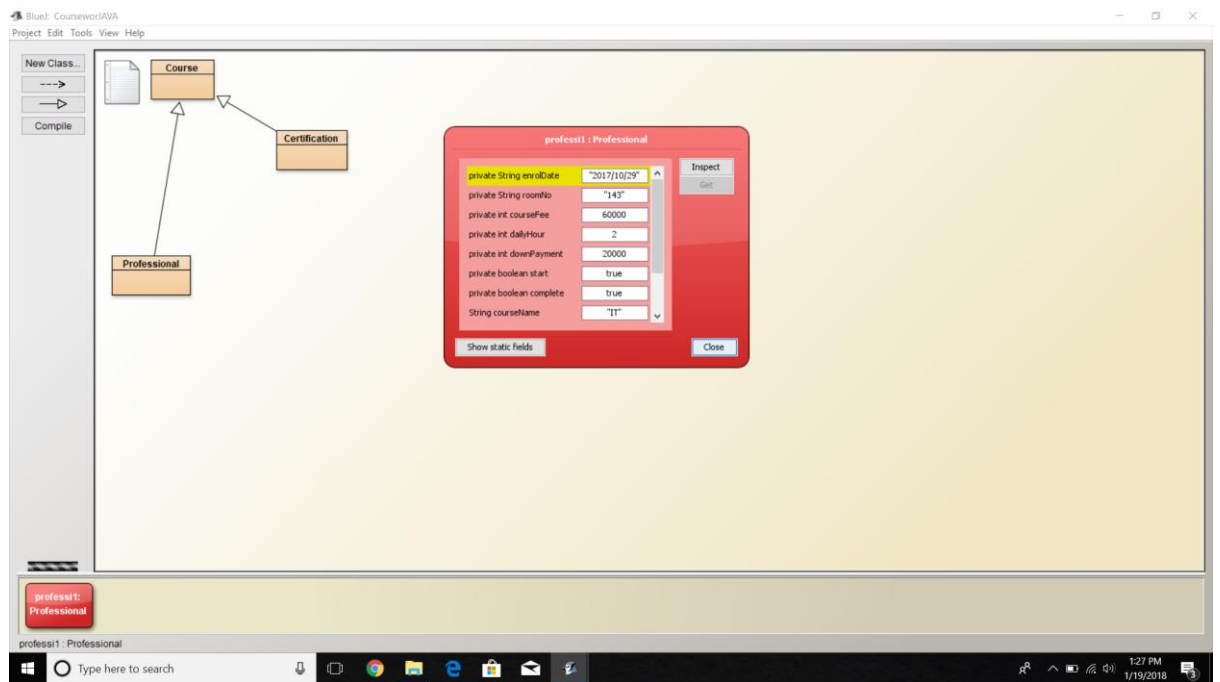 BlueJ: CourseworJAVA
Project Edit Tools View Help
New Class...
--->
Compile
Course
Certification
Professional
professi1 : Professional
private String enrolDate "2017/10/29"
private String roomNo "143"
private int courseFee 60000
private int dailyHour 2
private int downPayment 20000
private boolean start true
private boolean complete true
String courseName "IT"
Inspect
Get
Show static fields
Close
professi1:
Professional
professi1 : Professional
Type here to search
1:27 PM
1/19/2018
3